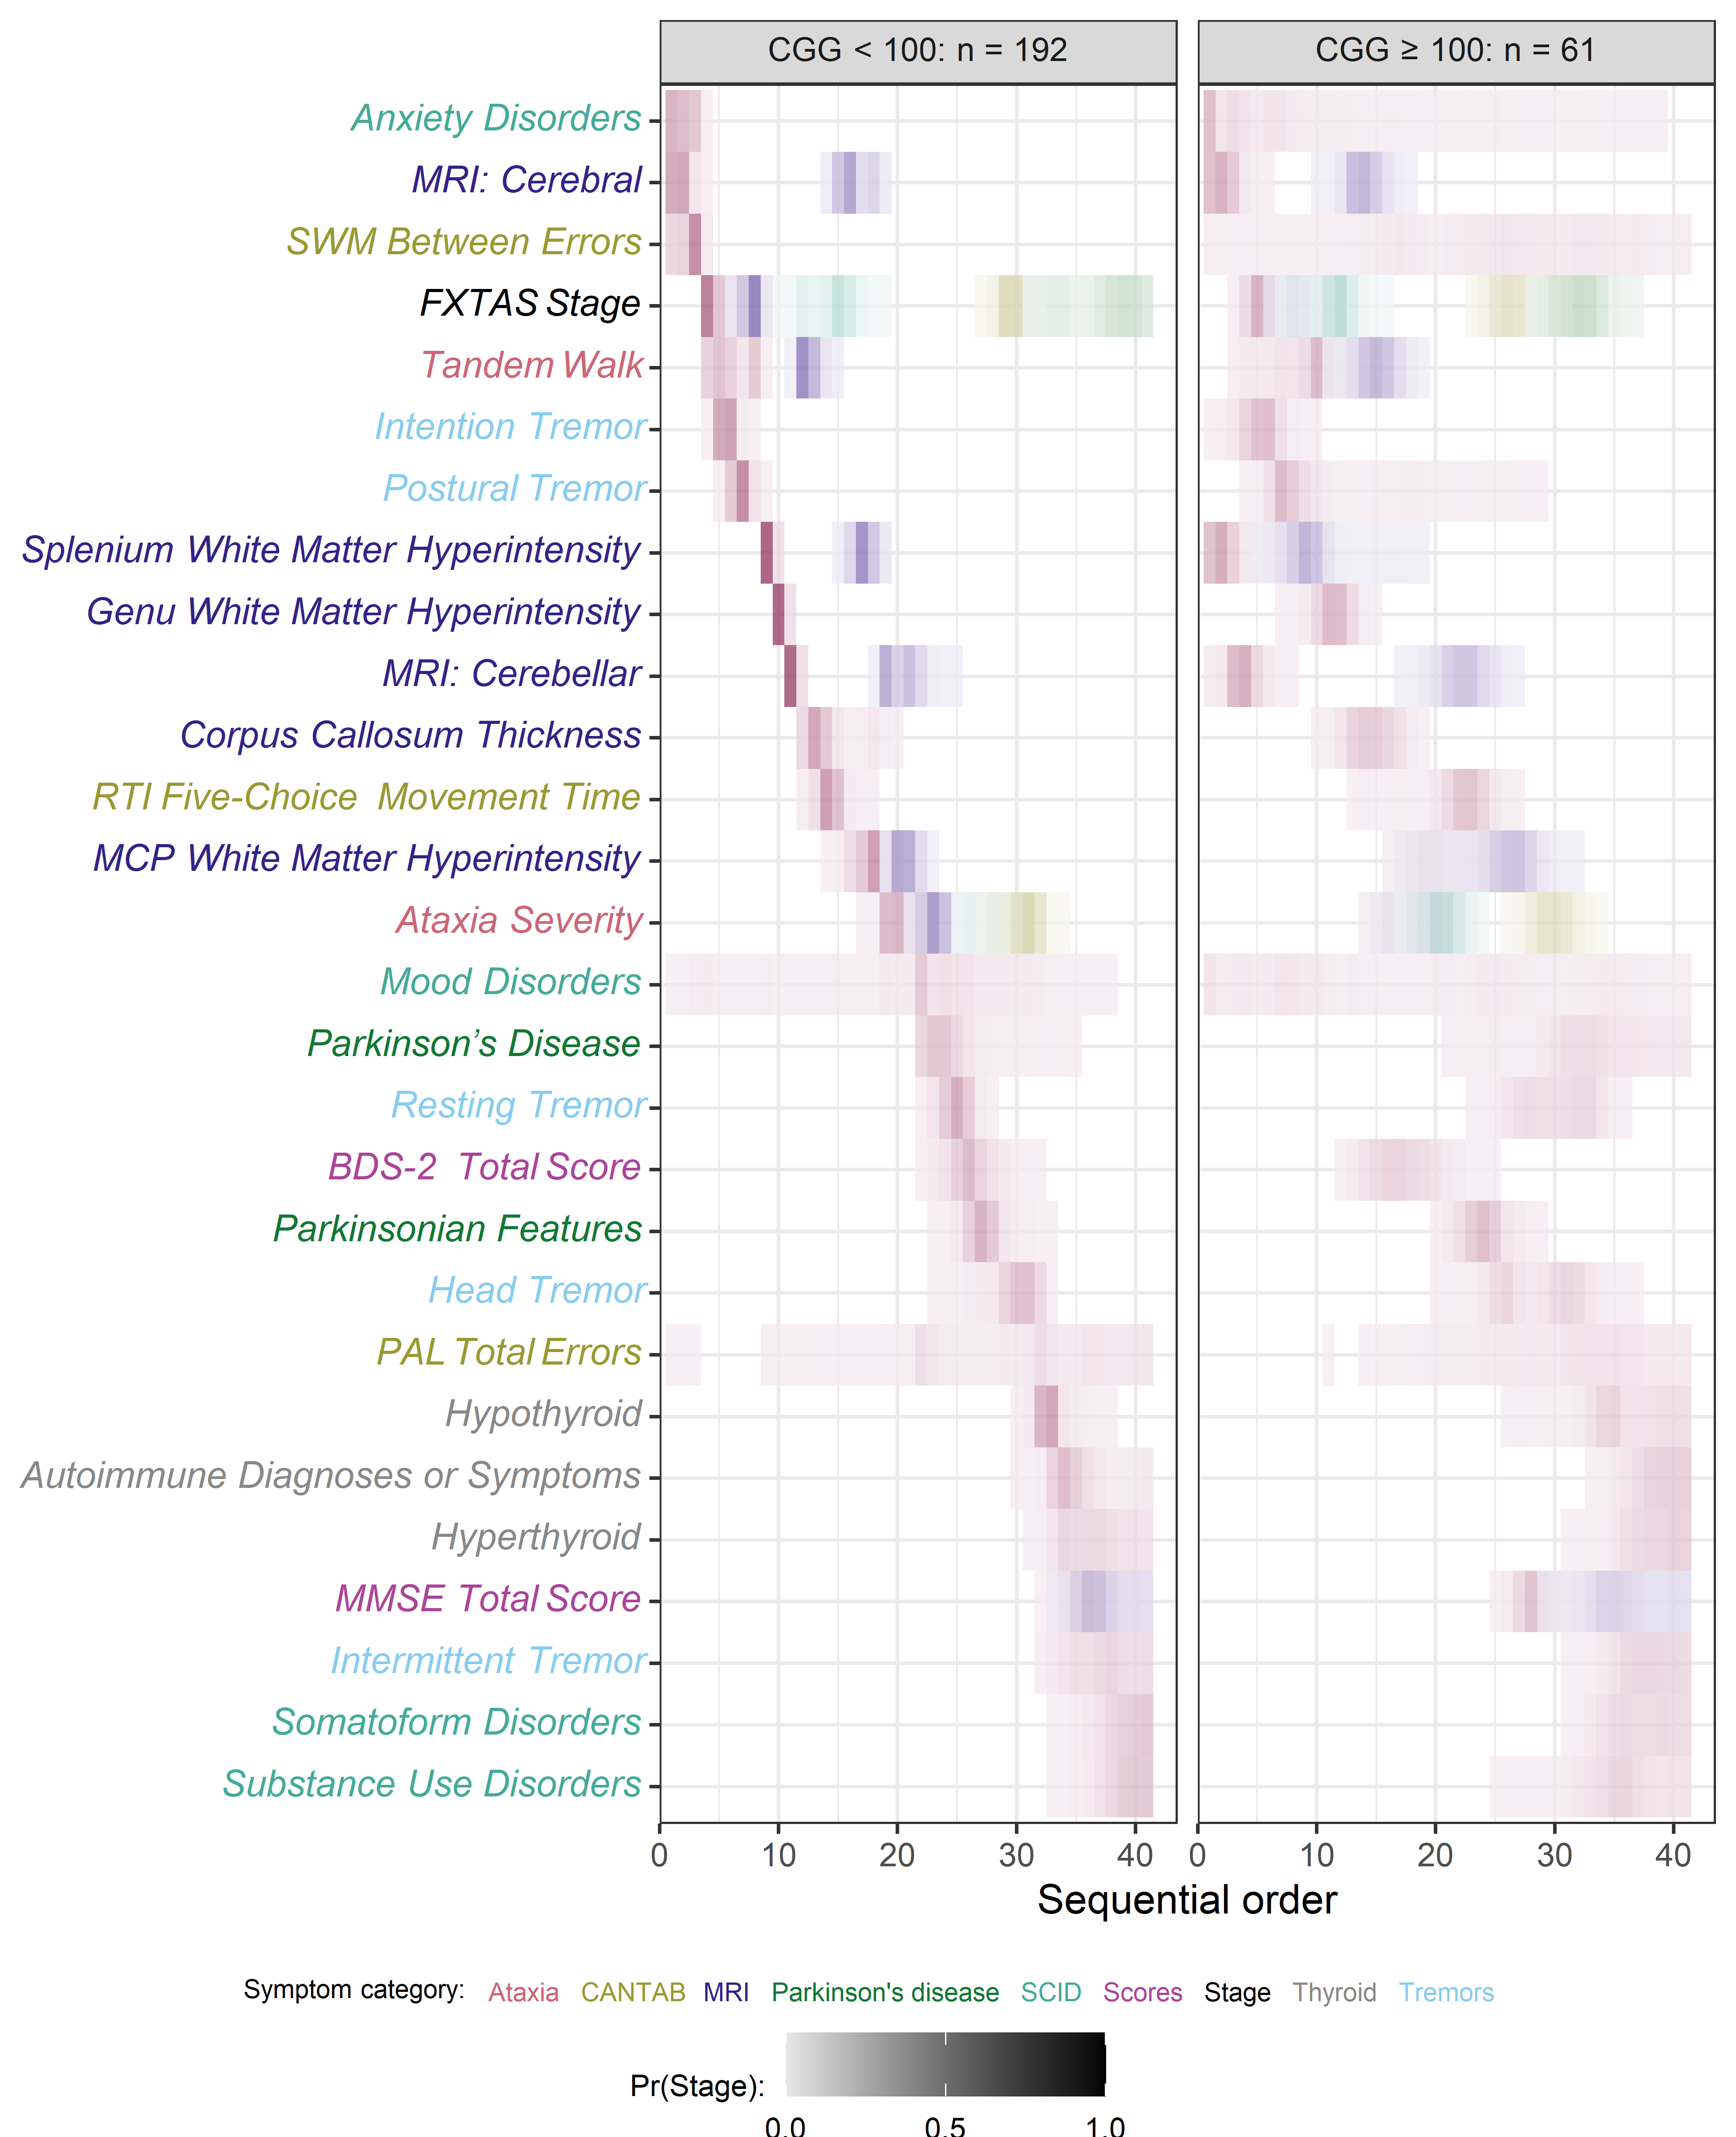 CGG < 100: n = 192
CGG ≥ 100: n = 61
Anxiety Disorders
MRI: Cerebral
SWM Between Errors
FXTAS Stage
Tandem Walk
Intention Tremor
Postural Tremor
Splenium White Matter Hyperintensity
Genu White Matter Hyperintensity
MRI: Cerebellar
Corpus Callosum Thickness
RTI Five-Choice Movement Time
MCP White Matter Hyperintensity
Ataxia Severity
Mood Disorders
Parkinson’s Disease
Resting Tremor
BDS-2 Total Score
Parkinsonian Features
Head Tremor
PAL Total Errors
Hypothyroid
Autoimmune Diagnoses or Symptoms
Hyperthyroid
MMSE Total Score
Intermittent Tremor
Somatoform Disorders
Substance Use Disorders
0 10 20 30 40 0 10 20 30 40
Sequential order
Symptom category: Ataxia CANTAB MRI Parkinson's disease SCID Scores Stage Thyroid Tremors
Pr(Stage):
0.0 0.5 1.0